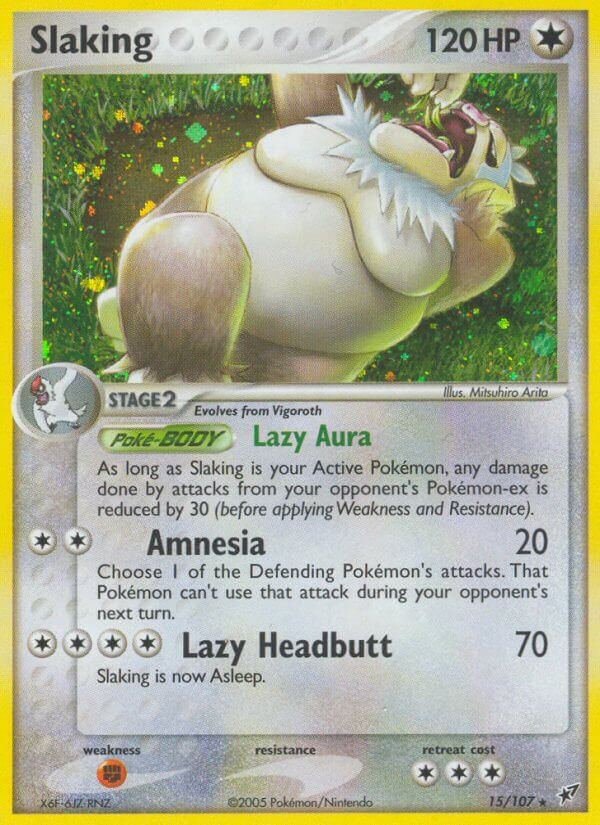 Slaking 120 HP
Illus. Mitsuhiro Arita
STAGE 2
Evolves from Vigoroth
Poké-BODY Lazy Aura
As long as Slaking is your Active Pokémon, any damage
done by attacks from your opponent's Pokémon-ex is
reduced by 30 (before applying Weakness and Resistance).
Amnesia 20
Choose 1 of the Defending Pokémon's attacks. That
Pokémon can't use that attack during your opponent's
next turn.
Lazy Headbutt 70
Slaking is now Asleep.
weakness resistance retreat cost
X6F-6JZ-RNZ ©2005 Pokémon/Nintendo 15/107 ★